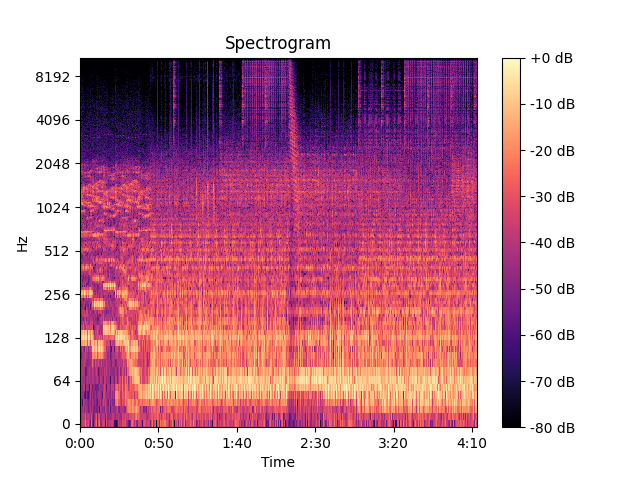 Spectrogram
8192
4096
2048
1024
512
256
128
64
0
Hz
0:00 0:50 1:40 2:30 3:20 4:10
Time
+0 dB
-10 dB
-20 dB
-30 dB
-40 dB
-50 dB
-60 dB
-70 dB
-80 dB